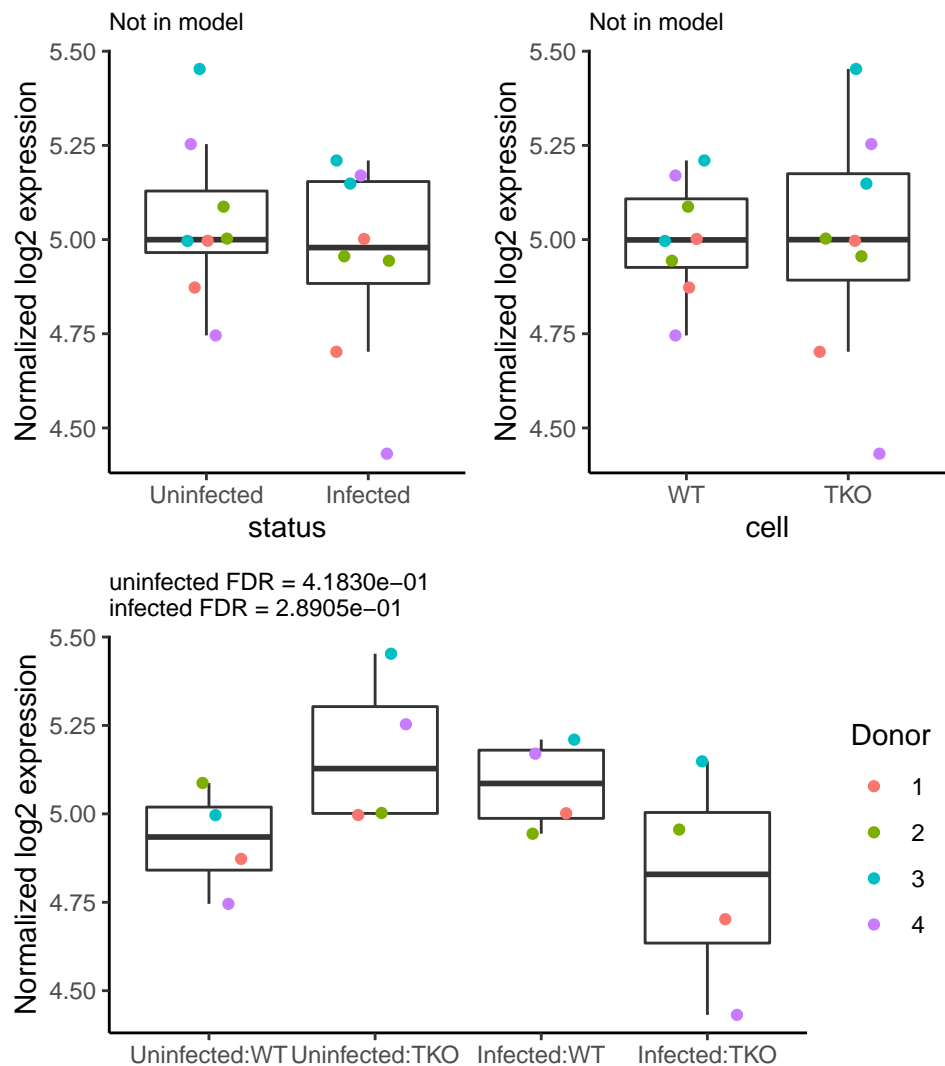 Not in model
Normalized log2 expression
5.50
5.25
5.00
4.75
4.50
Uninfected Infected
status
Not in model
Normalized log2 expression
5.50
5.25
5.00
4.75
4.50
WT TKO
cell
uninfected FDR = 4.1830e−01
infected FDR = 2.8905e−01
Normalized log2 expression
5.50
5.25
5.00
4.75
4.50
Uninfected:WT Uninfected:TKO Infected:WT Infected:TKO
Donor
1
2
3
4